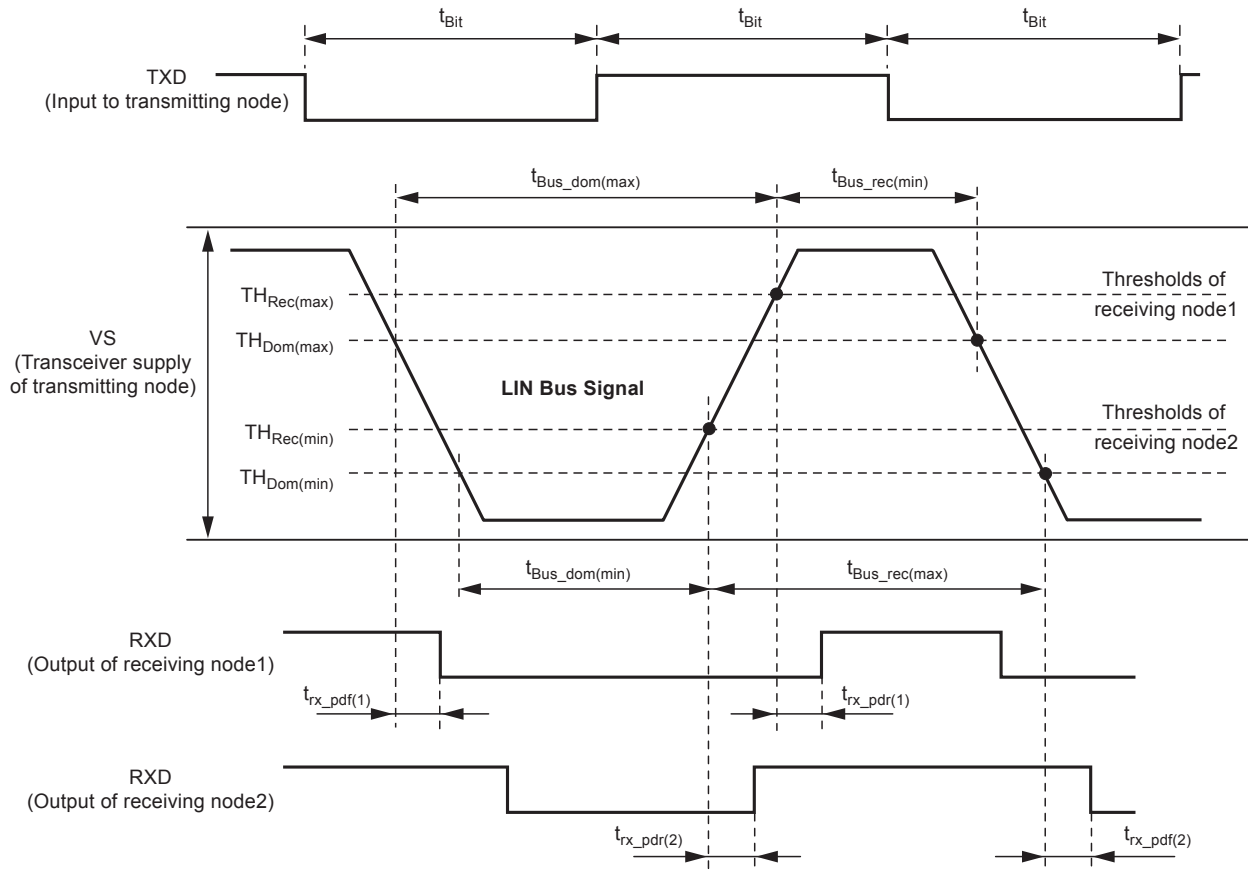 tBit tBit tBit
TXD
(Input to transmitting node)
tBus_dom(max) tBus_rec(min)
THRec(max)
Thresholds of
receiving node1
THDom(max)
VS
(Transceiver supply
of transmitting node)
LIN Bus Signal
THRec(min)
Thresholds of
receiving node2
THDom(min)
tBus_dom(min) tBus_rec(max)
RXD
(Output of receiving node1)
trx_pdf(1) trx_pdr(1)
RXD
(Output of receiving node2)
trx_pdr(2) trx_pdf(2)